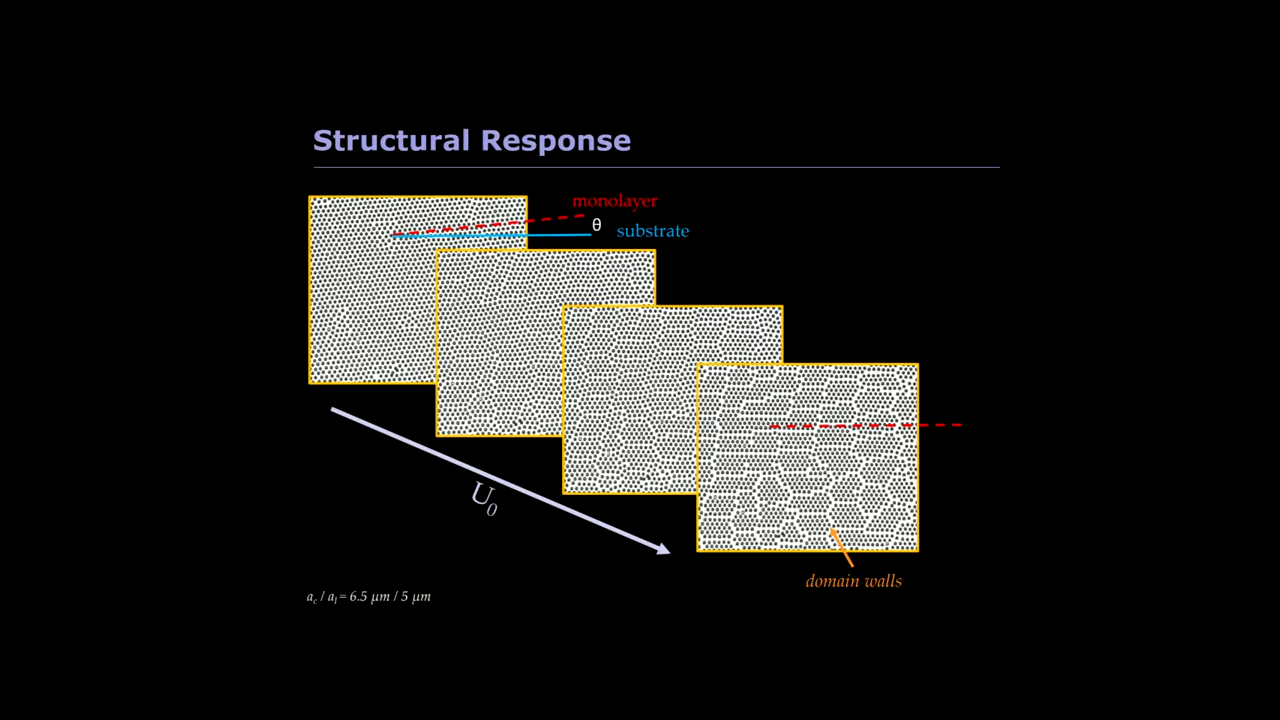 Structural Response
monolayer
θ
substrate
U0
domain walls
ac / al = 6.5 μm / 5 μm